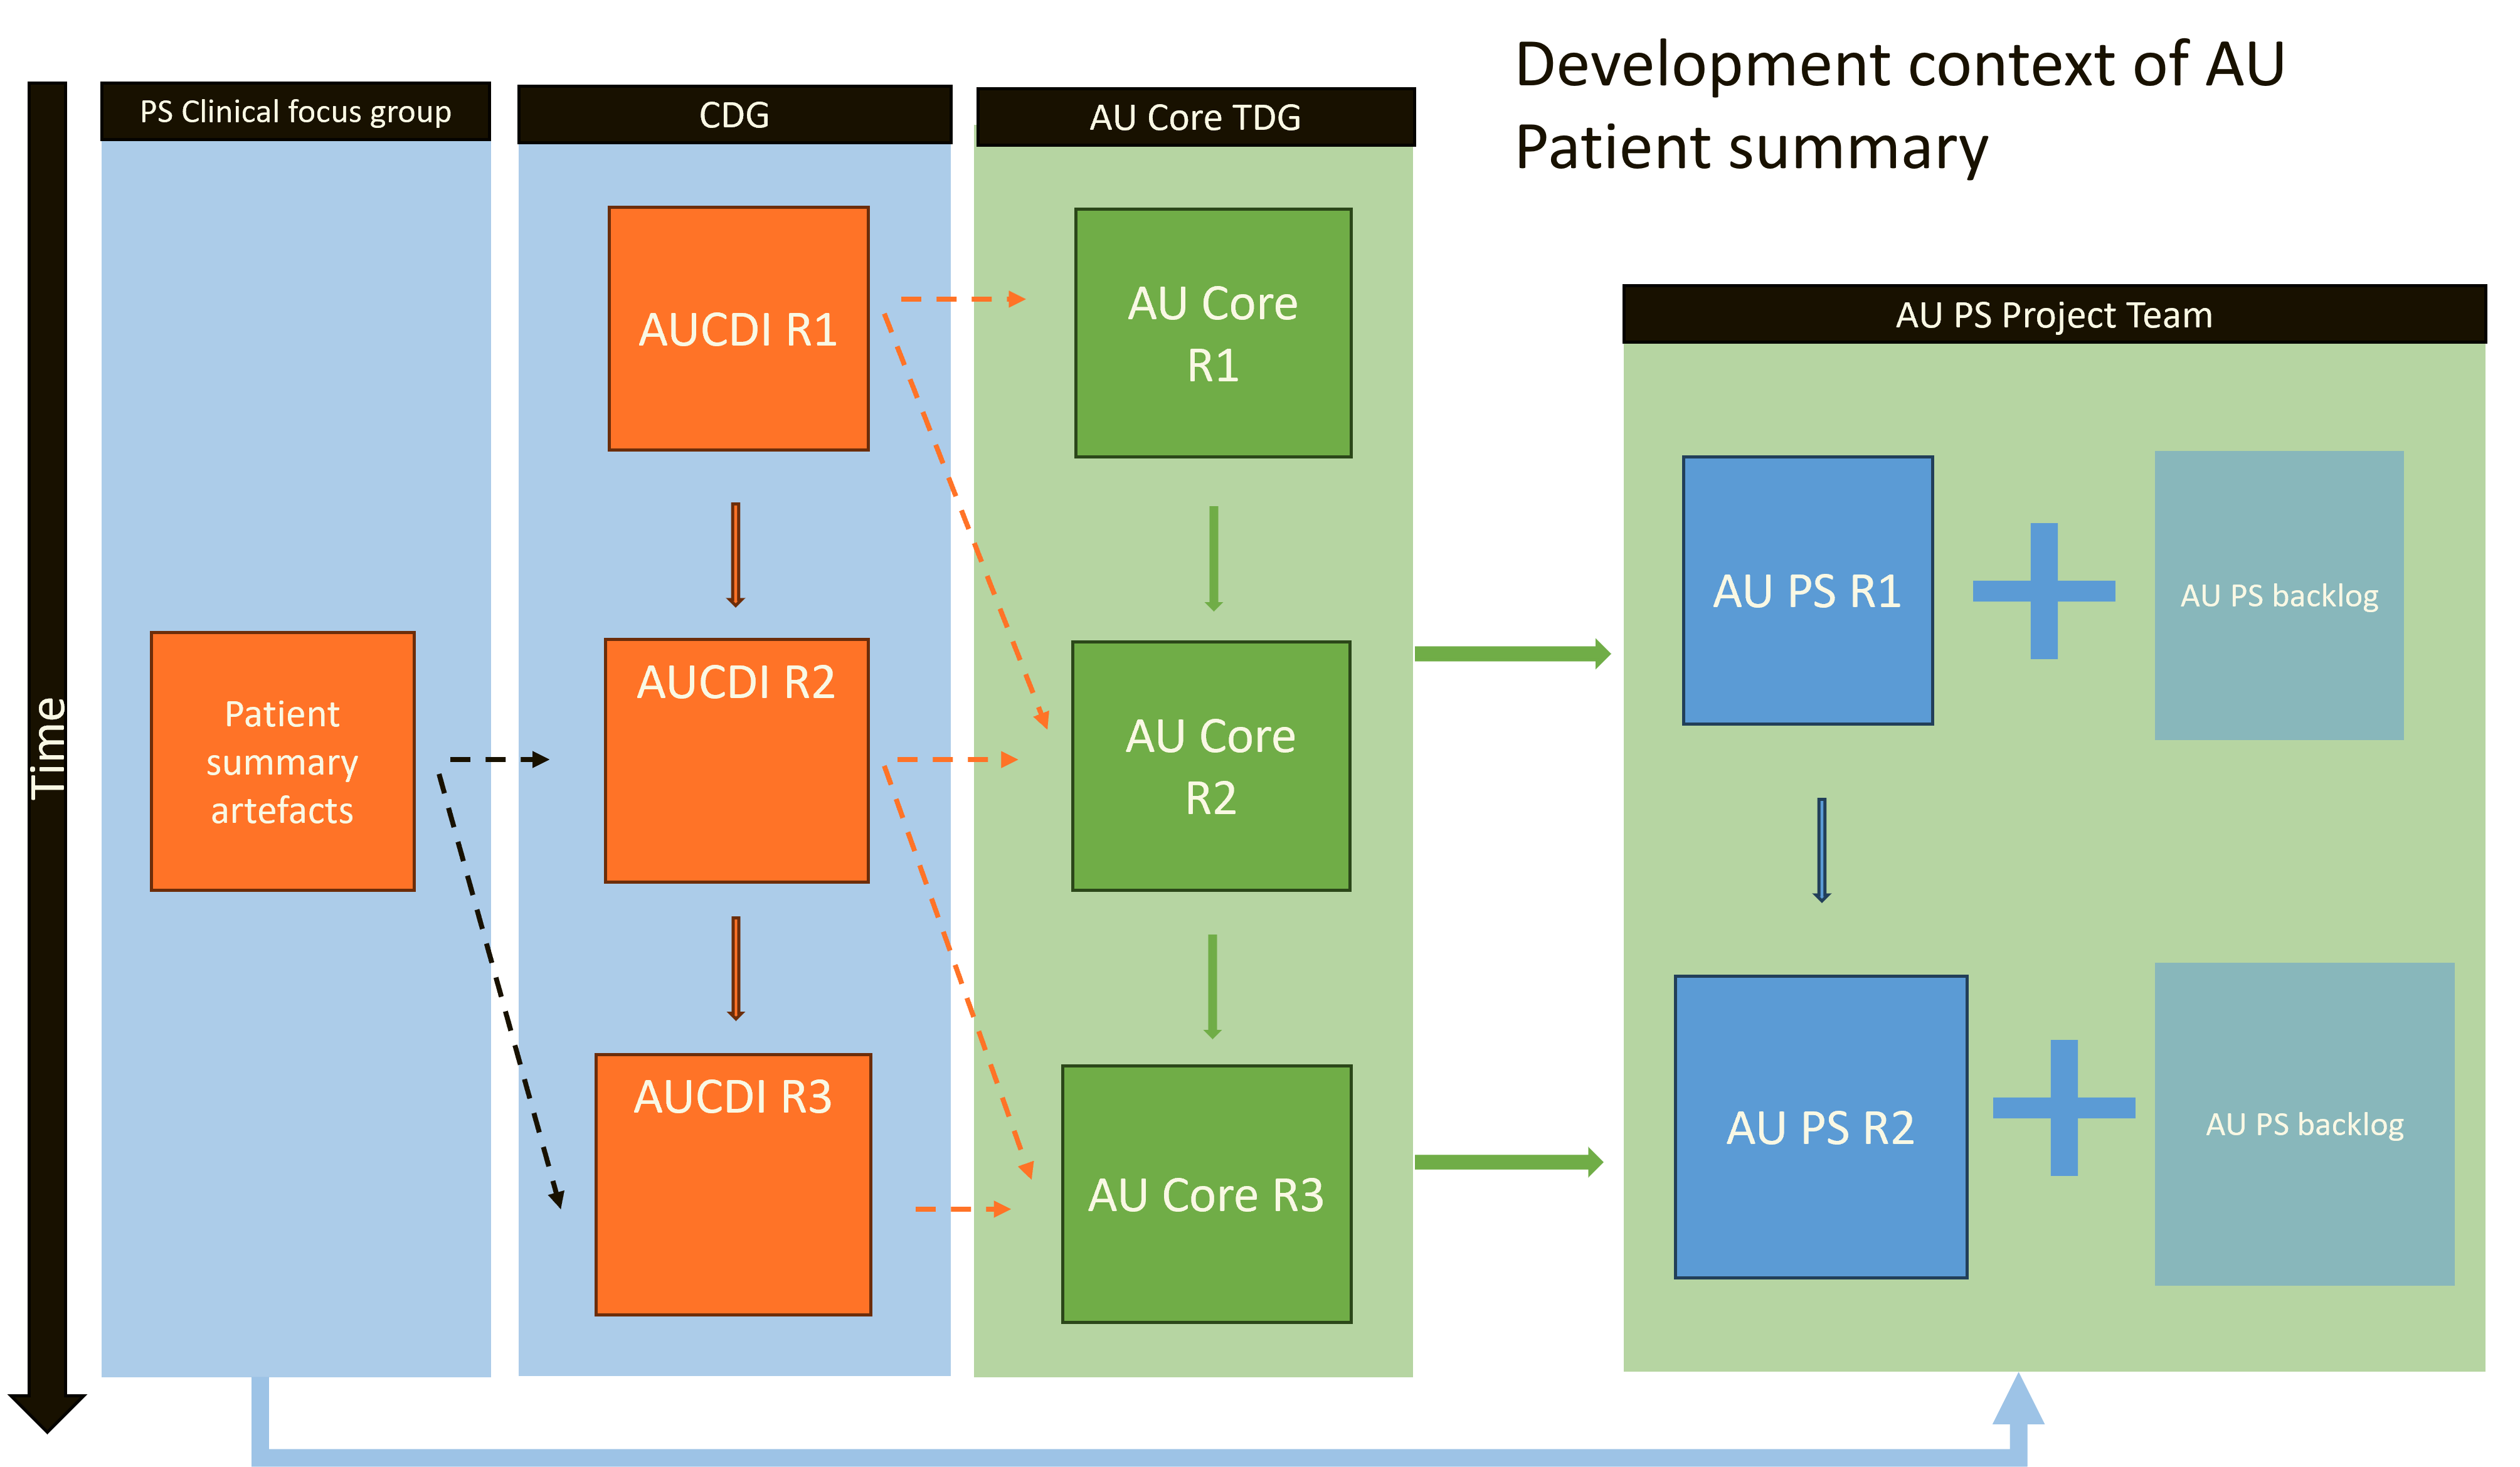 Development context of AU
Patient summary
Time
PS Clinical focus group
Patient
summary
artefacts
CDG
AUCDI R1
AUCDI R2
AUCDI R3
AU Core TDG
AU Core
R1
AU Core
R2
AU Core R3
AU PS Project Team
AU PS R1
AU PS backlog
AU PS R2
AU PS backlog